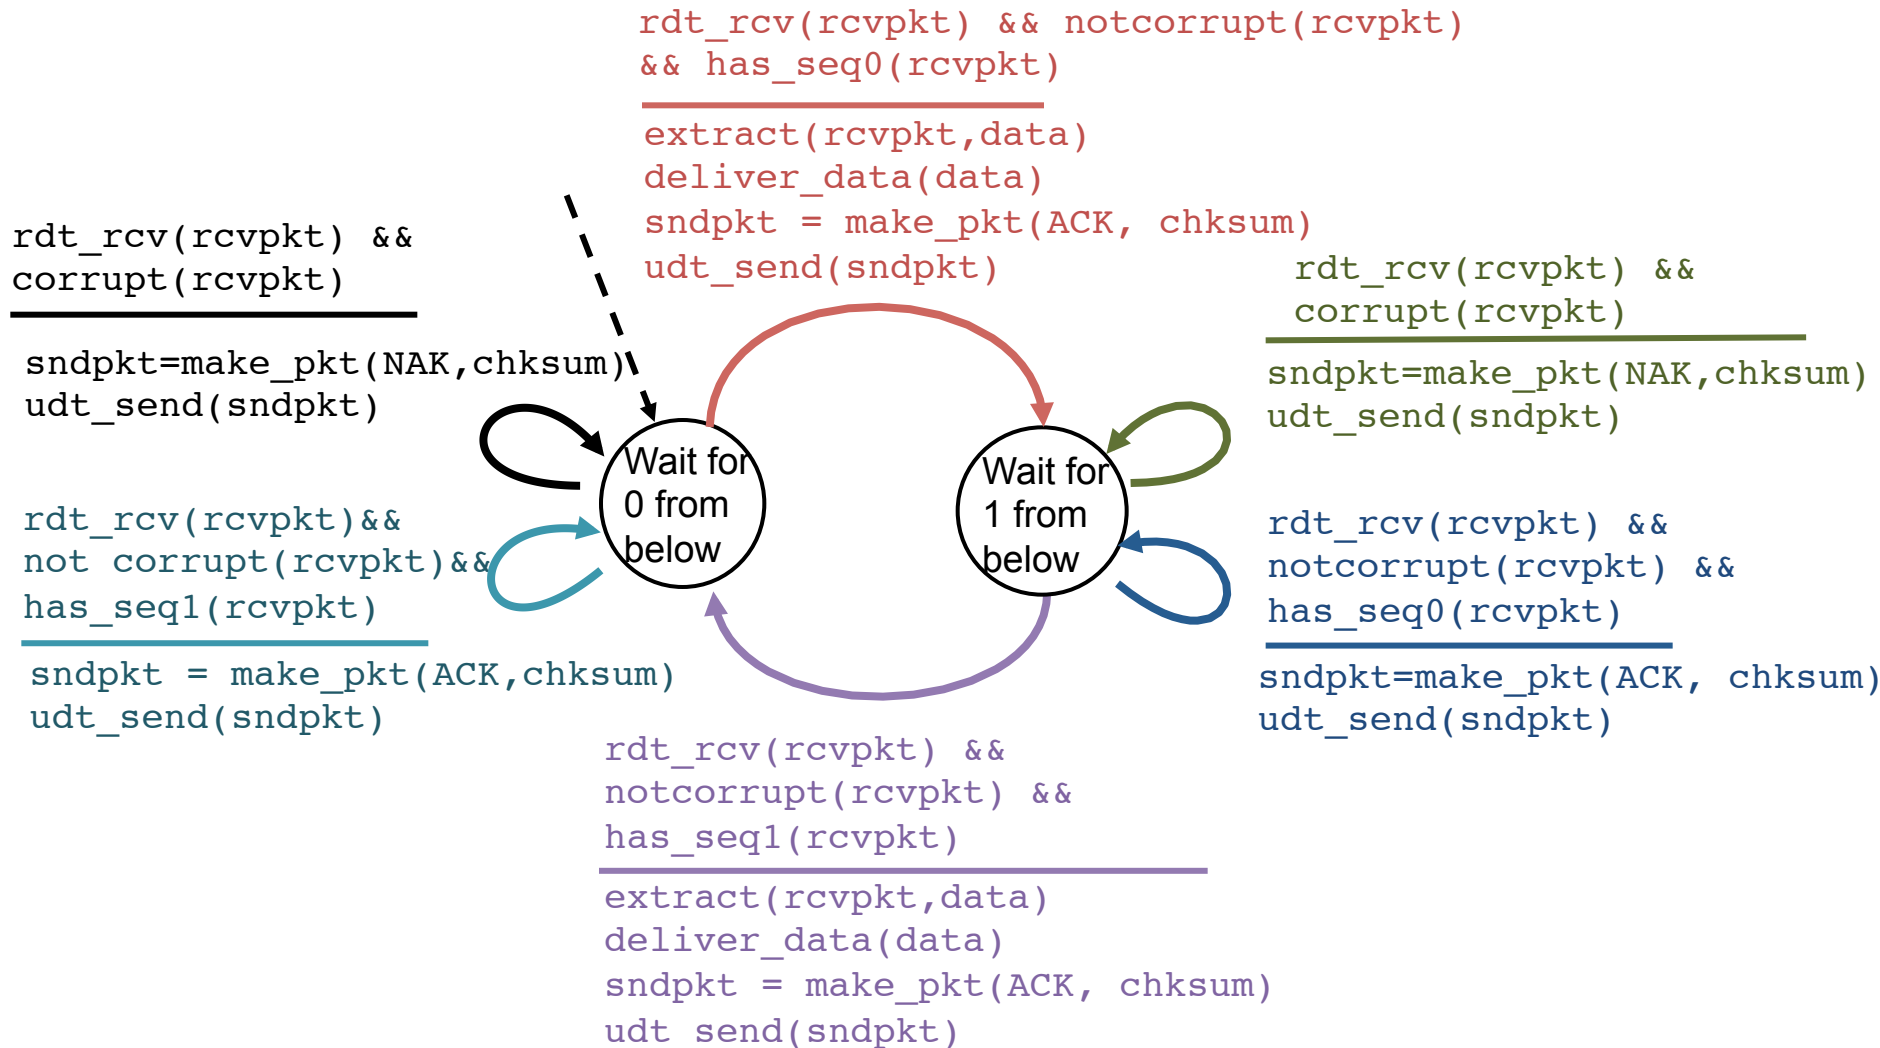 rdt_rcv(rcvpkt) && notcorrupt(rcvpkt)
&& has_seq0(rcvpkt)
extract(rcvpkt,data)
deliver_data(data)
sndpkt = make_pkt(ACK, chksum)
udt_send(sndpkt)
rdt_rcv(rcvpkt) &&
corrupt(rcvpkt)
sndpkt=make_pkt(NAK,chksum)
udt_send(sndpkt)
rdt_rcv(rcvpkt) &&
corrupt(rcvpkt)
sndpkt=make_pkt(NAK,chksum)
udt_send(sndpkt)
Wait for
0 from
below
Wait for
1 from
below
rdt_rcv(rcvpkt)&&
not corrupt(rcvpkt)&&
has_seq1(rcvpkt)
sndpkt = make_pkt(ACK,chksum)
udt_send(sndpkt)
rdt_rcv(rcvpkt) &&
notcorrupt(rcvpkt) &&
has_seq0(rcvpkt)
sndpkt=make_pkt(ACK, chksum)
udt_send(sndpkt)
rdt_rcv(rcvpkt) &&
notcorrupt(rcvpkt) &&
has_seq1(rcvpkt)
extract(rcvpkt,data)
deliver_data(data)
sndpkt = make_pkt(ACK, chksum)
udt send(sndpkt)